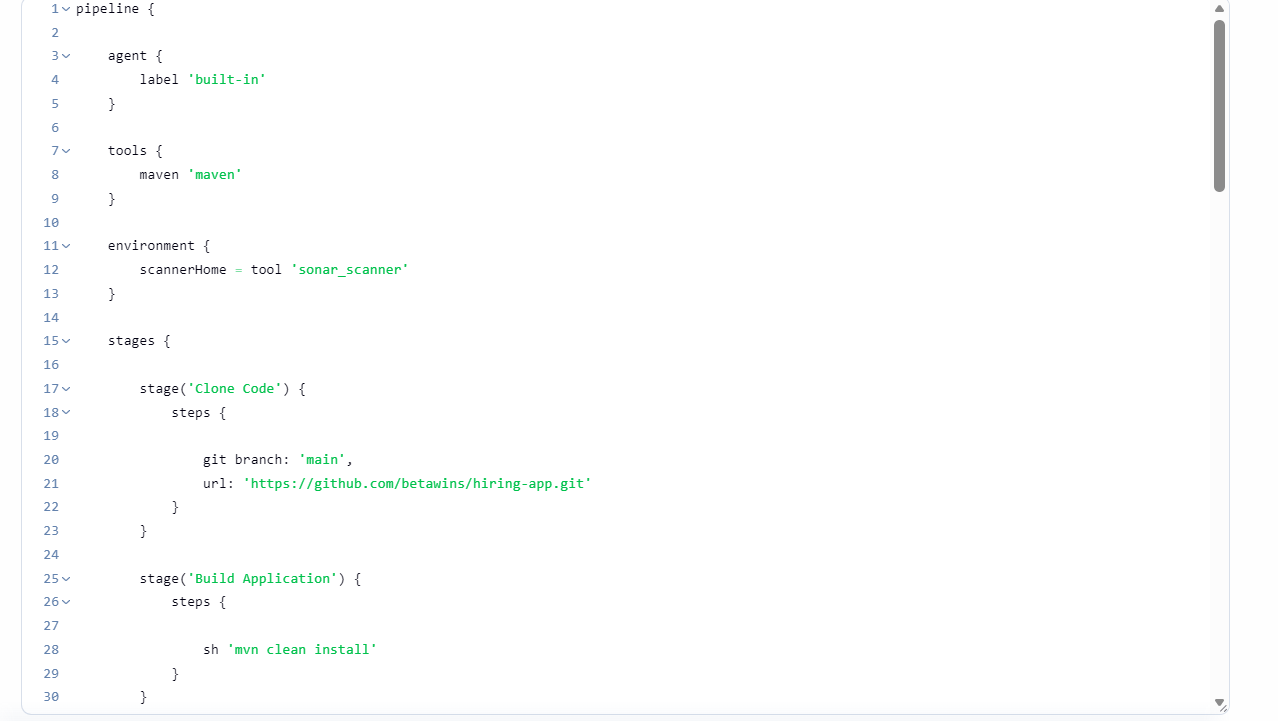 1 pipeline {
2
3     agent {
4         label 'built-in'
5     }
6
7     tools {
8         maven 'maven'
9     }
10
11     environment {
12         scannerHome = tool 'sonar_scanner'
13     }
14
15     stages {
16
17         stage('Clone Code') {
18             steps {
19
20                 git branch: 'main',
21                 url: 'https://github.com/betawins/hiring-app.git'
22             }
23         }
24
25         stage('Build Application') {
26             steps {
27
28                 sh 'mvn clean install'
29             }
30         }